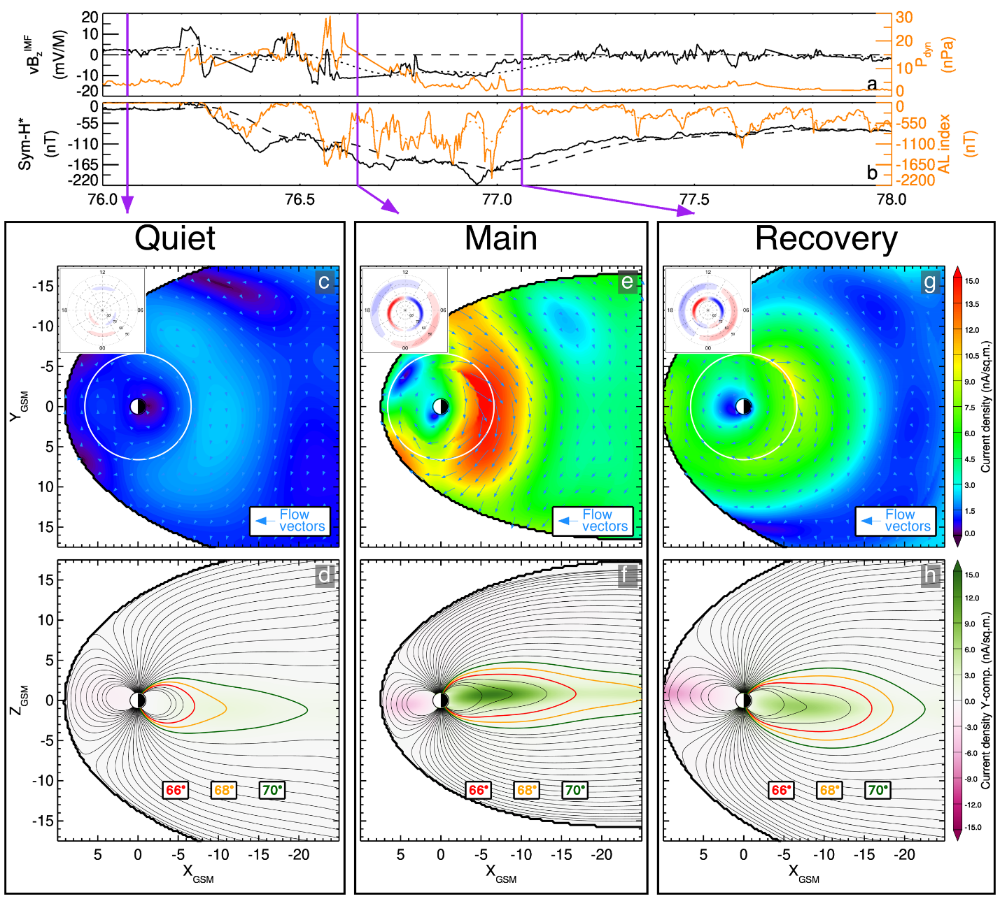 vB_z^IMF
(mV/M)
20
10
0
-10
-20
30
20
10
0
P_dyn
(nPa)
a
Sym-H*
(nT)
0
-55
-110
-165
-220
0
-550
-1100
-1650
-2200
AL index
(nT)
b
76.0 76.5 77.0 77.5 78.0
Quiet Main Recovery
12
18 06
00
c
12
e
00
12
18 06
00
g
Y_GSM
-15
-10
-5
0
5
10
15
Flow
vectors
Flow
vectors
Flow
vectors
15.0
13.5
12.0
10.5
9.0
7.5
6.0
4.5
3.0
1.5
0.0
Current density (nA/sq.m.)
d f h
Z_GSM
15
10
5
0
-5
-10
-15
66° 68° 70°
66° 68° 70°
66° 68° 70°
15.0
12.0
9.0
6.0
3.0
0.0
-3.0
-6.0
-9.0
-12.0
-15.0
Current density Y-comp. (nA/sq.m.)
5 0 -5 -10 -15 -20
5 0 -5 -10 -15 -20
5 0 -5 -10 -15 -20
X_GSM
X_GSM
X_GSM